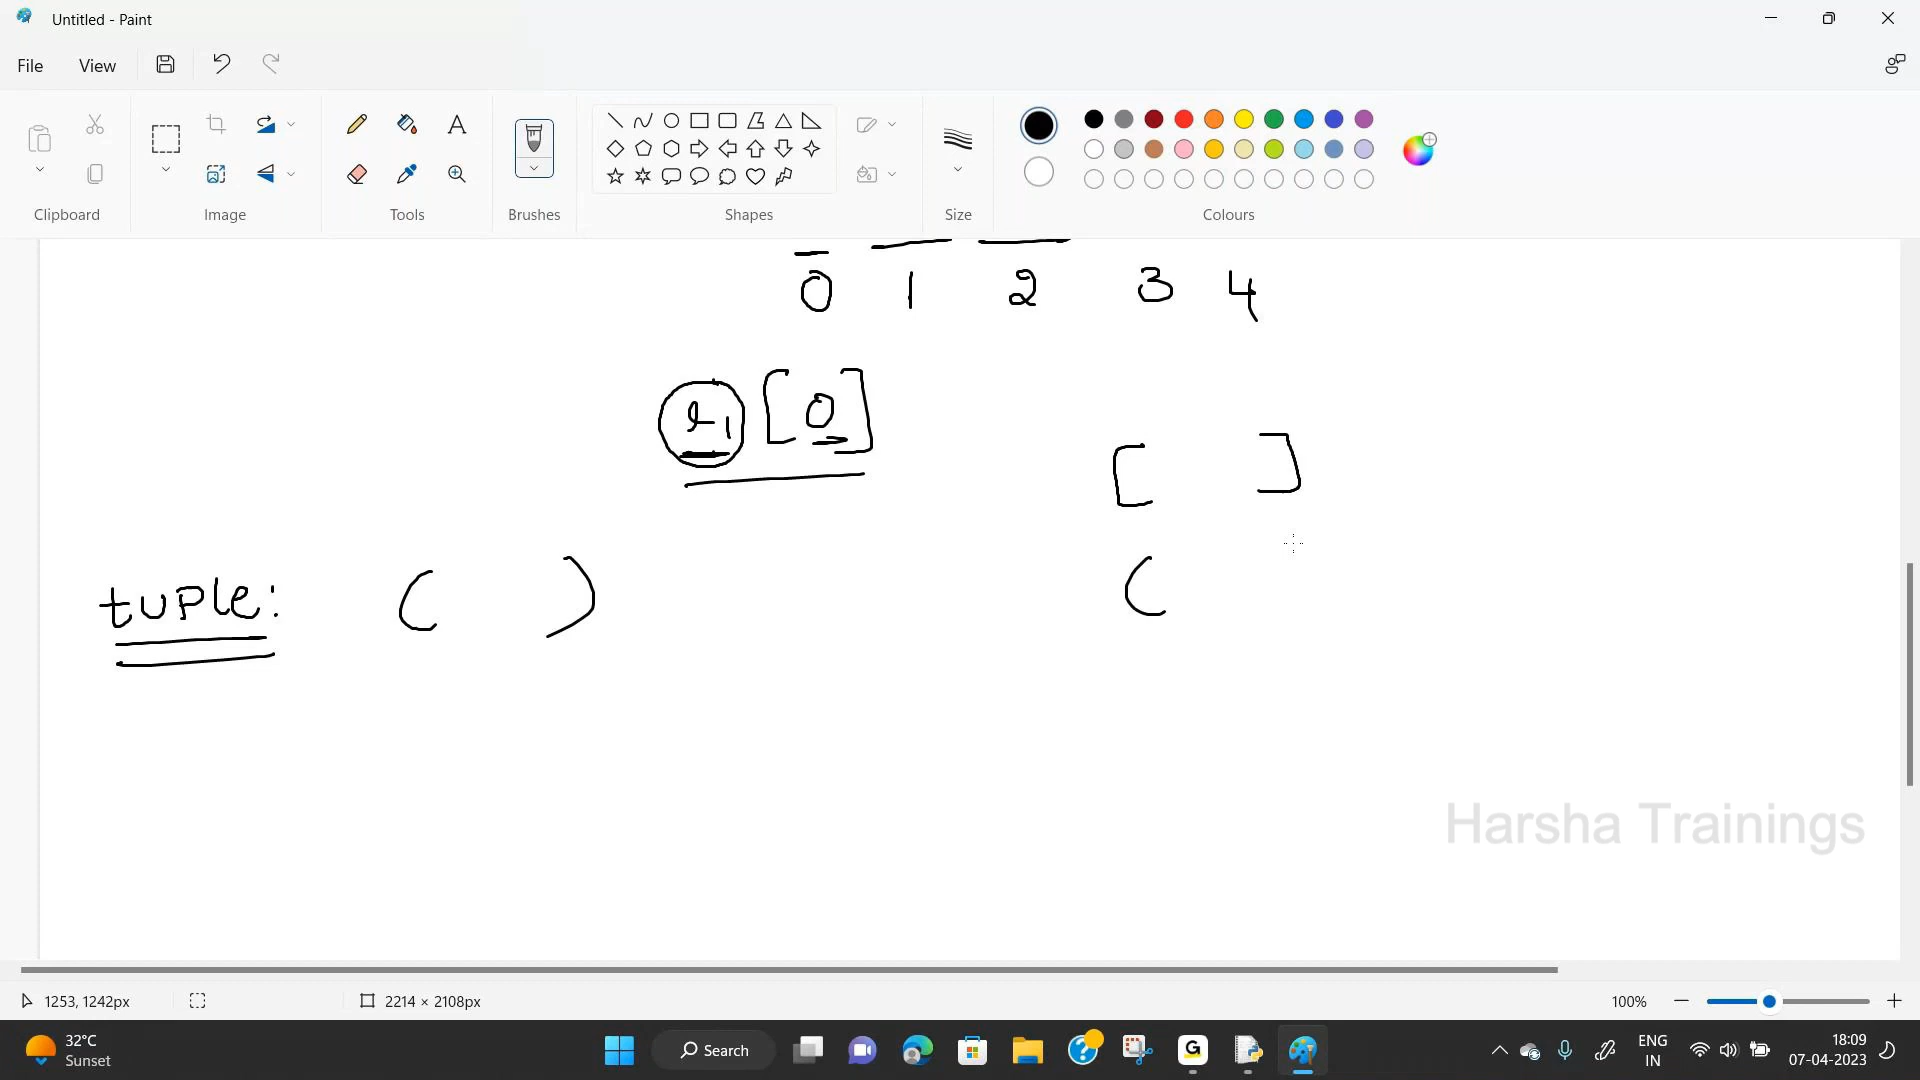 Untitled - Paint
File View
Clipboard Image Tools Brushes Shapes Size Colours
0 1 2 3 4
[0]
[ ]
tuple: ( ) (
Harsha Trainings
1253, 1242px 2214 × 2108px 100%
32°C Search ENG 18:09
Sunset IN 07-04-2023